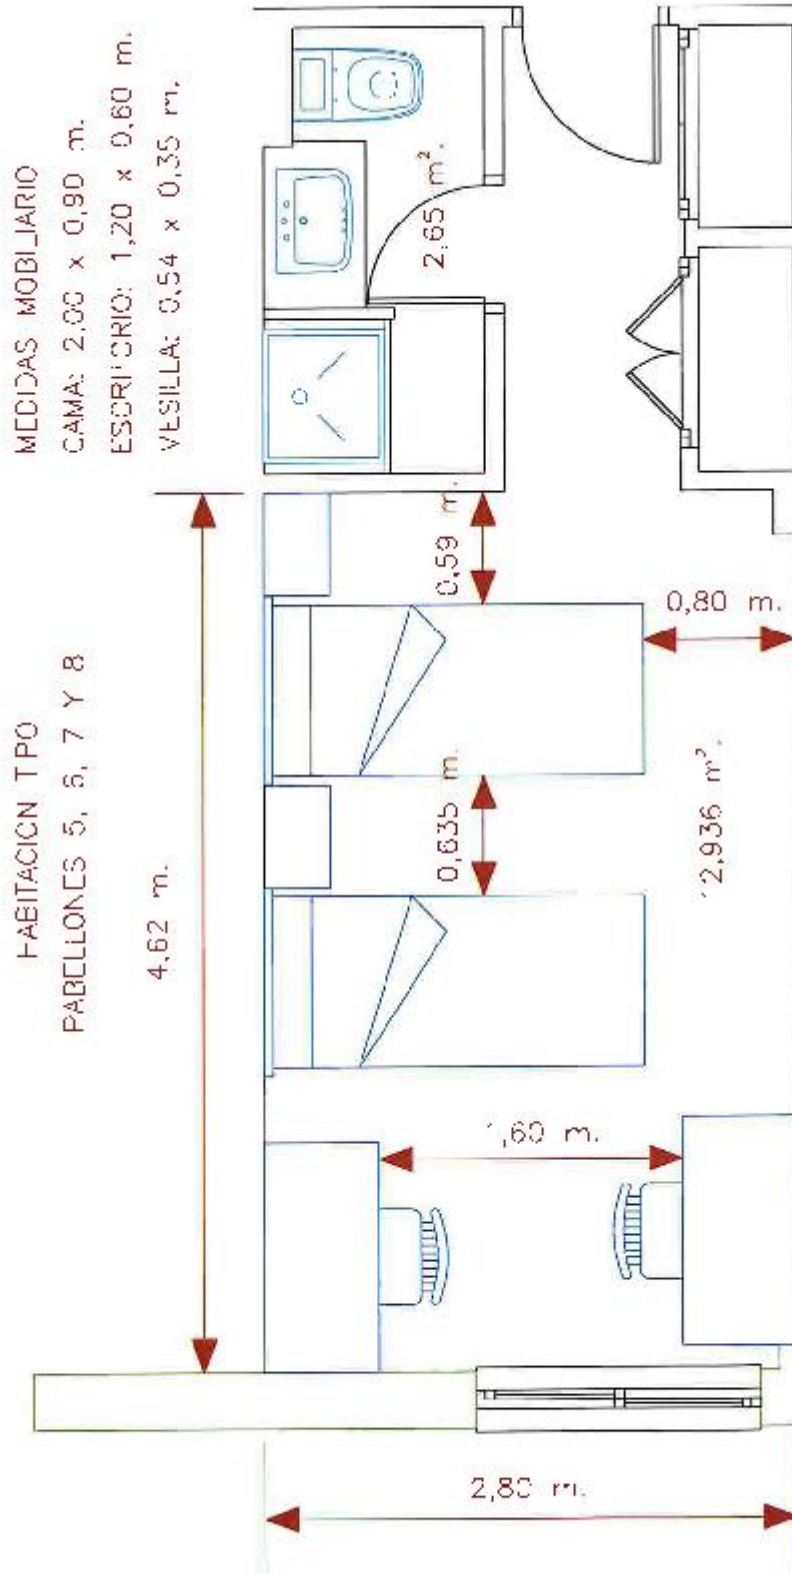 MEDIDAS MOBILIARIO
CAMA: 2,00 x 0,90 m.
ESCRITORIO: 1,20 x 0,60 m.
VESILLA: 0,54 x 0,35 m.
HABITACION TIPO
PABELLONES 5, 6, 7 Y 8
4,62 m.
2,65 m².
0,59 m.
0,80 m.
0,635 m.
12,936 m².
1,60 m.
2,80 m.